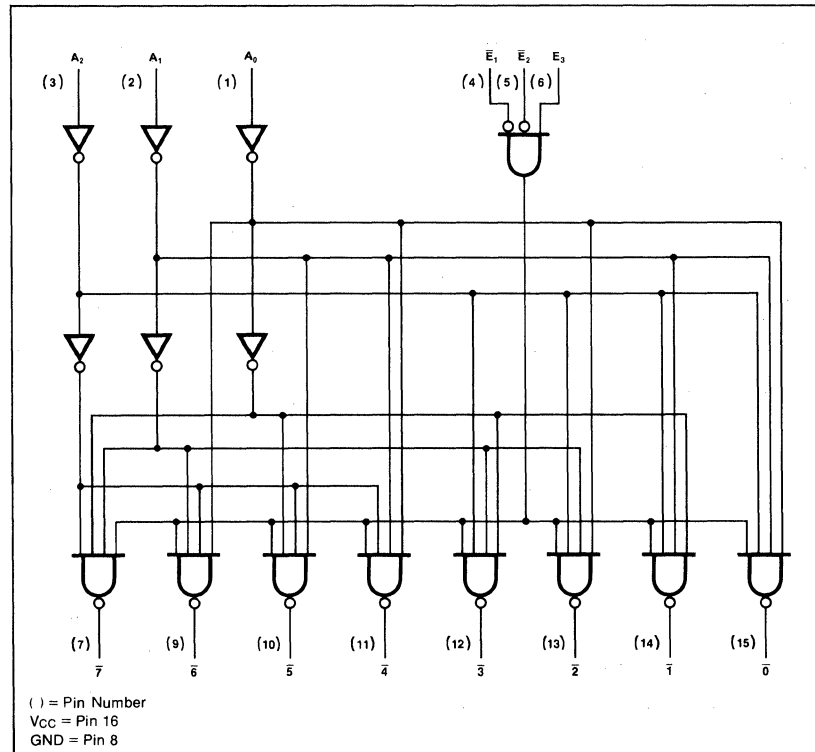 A₂ A₁ A₀ Ē₁ Ē₂ E₃
(3) (2) (1) (4) (5) (6)
(7) (9) (10) (11) (12) (13) (14) (15)
7̄ 6̄ 5̄ 4̄ 3̄ 2̄ 1̄ 0̄
( ) = Pin Number
VCC = Pin 16
GND = Pin 8